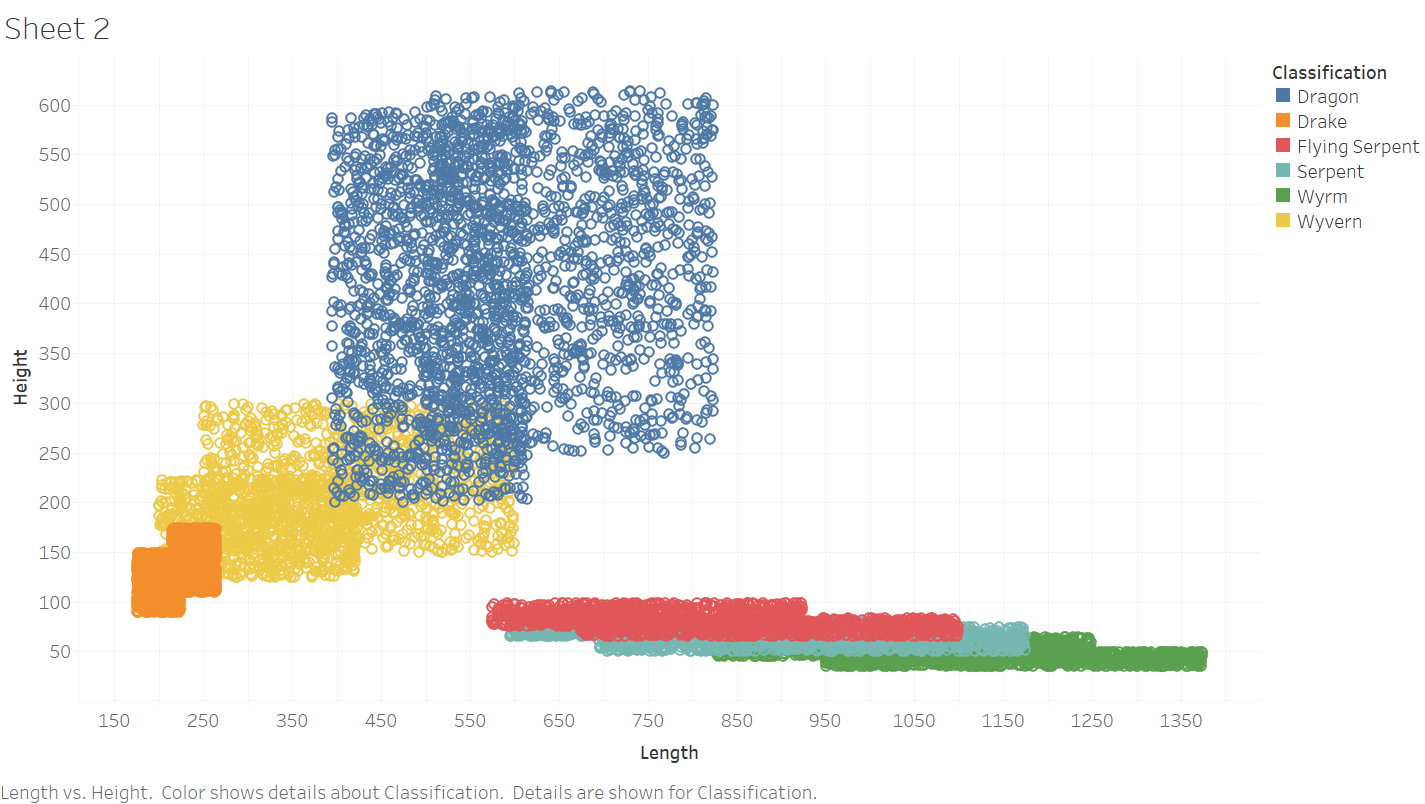 Sheet 2
Classification
Dragon
Drake
Flying Serpent
Serpent
Wyrm
Wyvern
600
550
500
450
400
350
300
250
200
150
100
50
Height
150 250 350 450 550 650 750 850 950 1050 1150 1250 1350
Length
Length vs. Height. Color shows details about Classification. Details are shown for Classification.